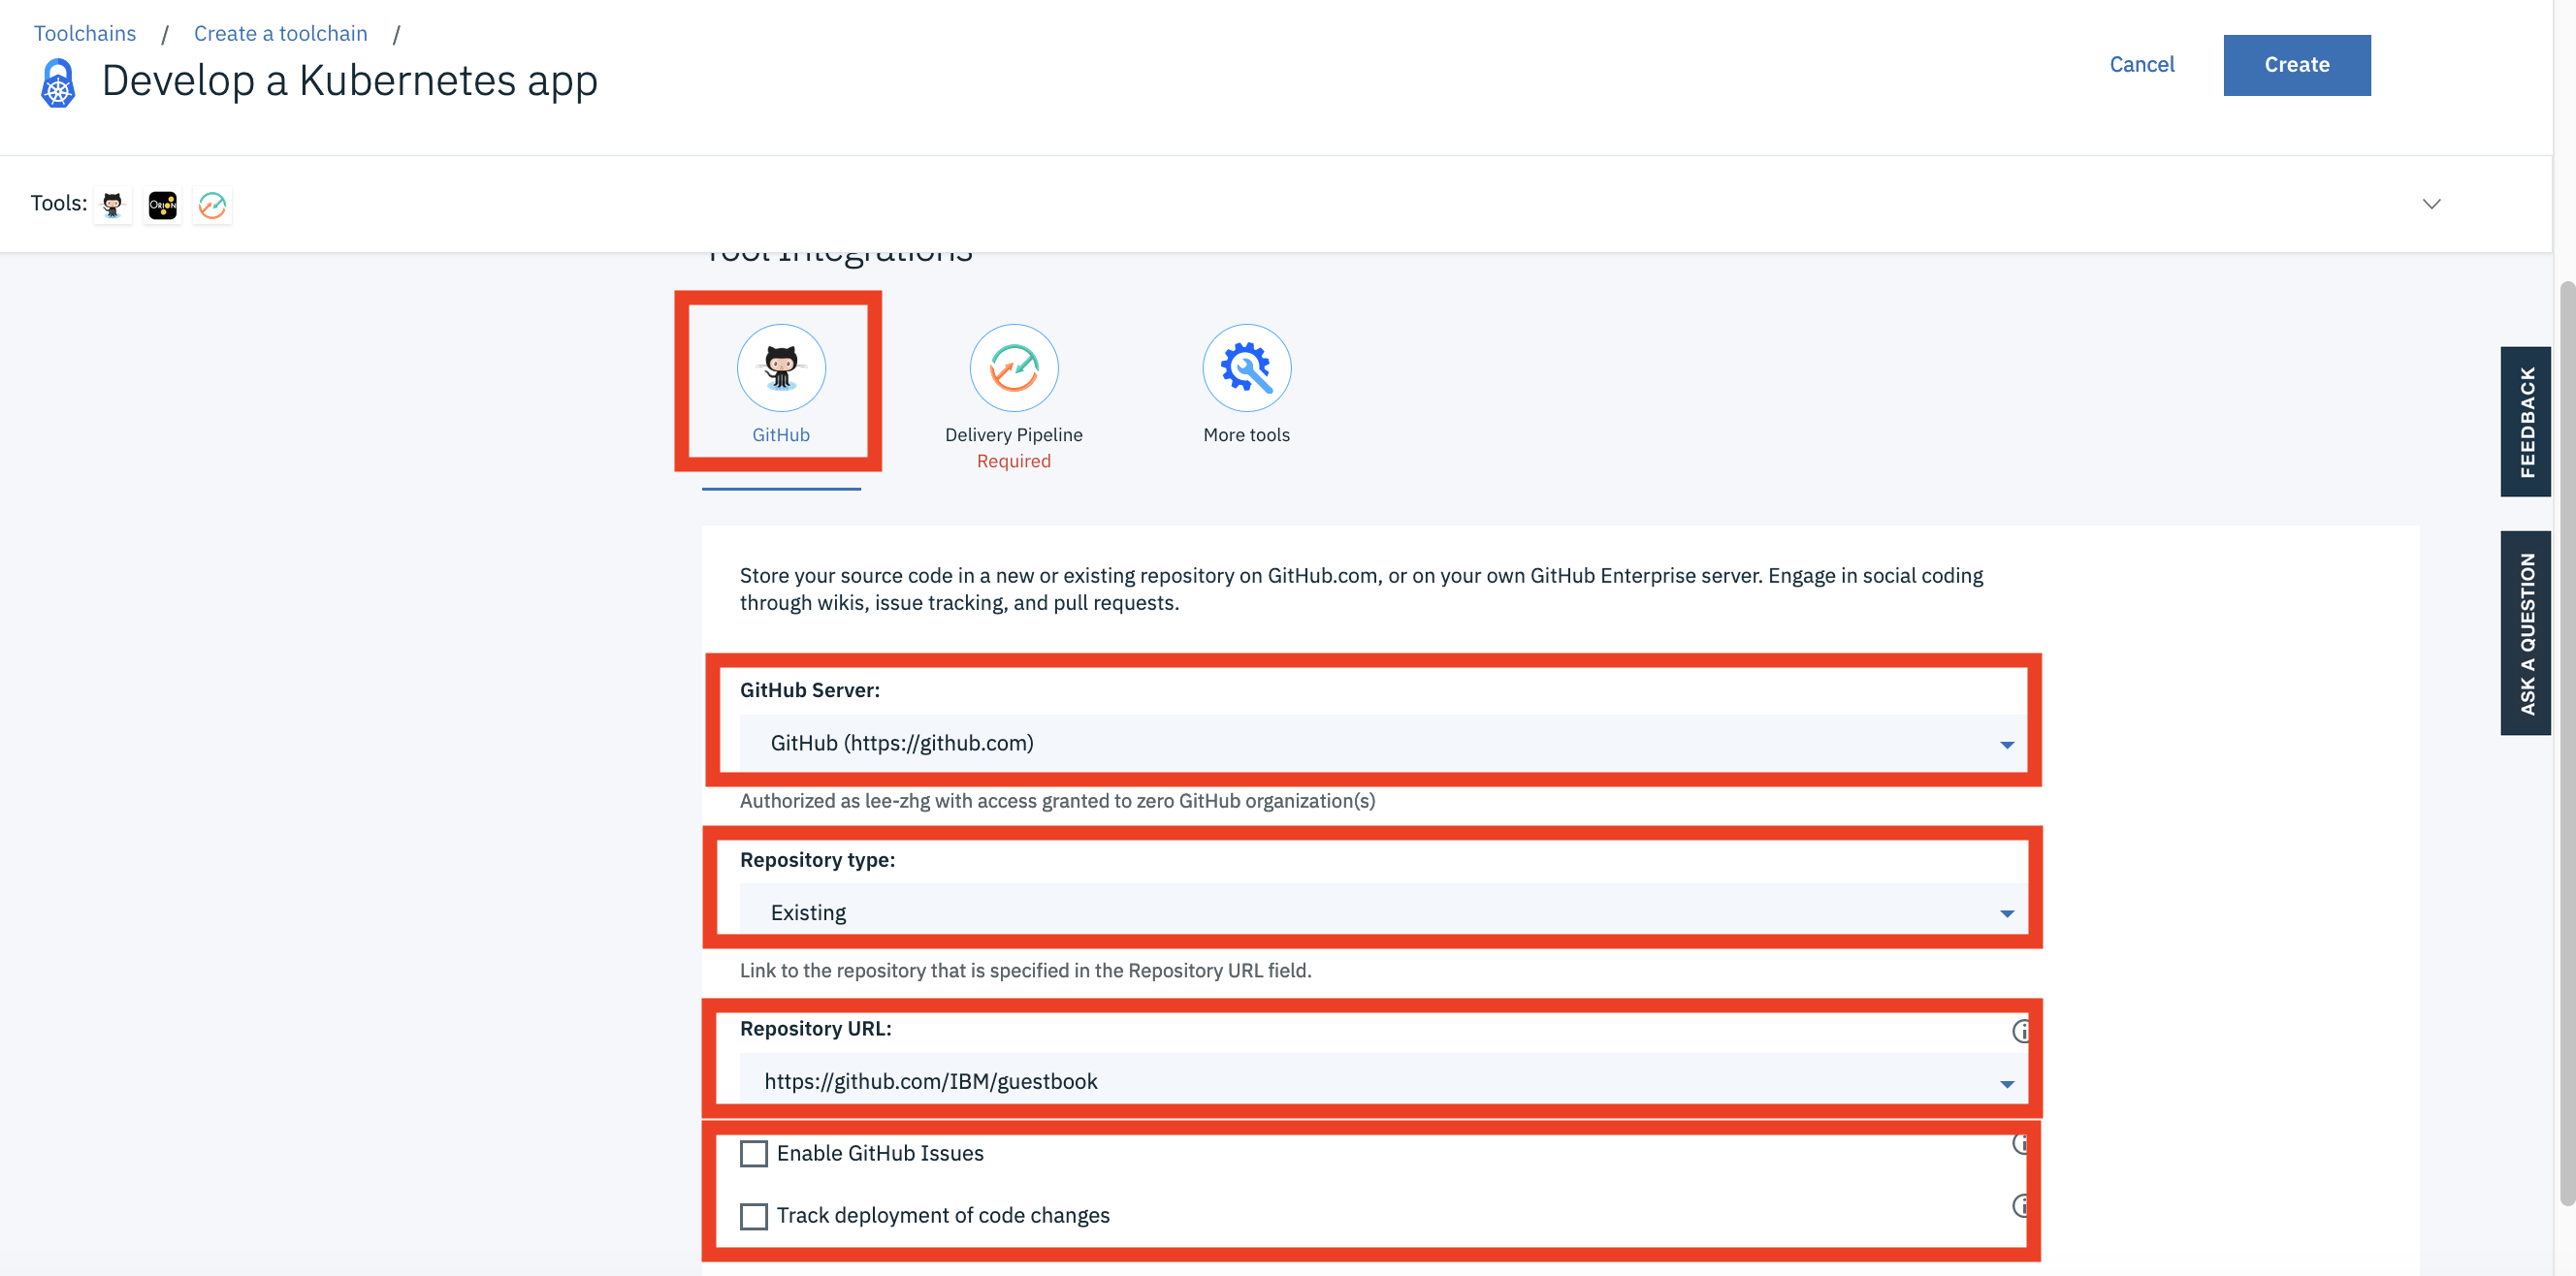 Toolchains / Create a toolchain /
Develop a Kubernetes app
Cancel
Create
Tools:
ORION
Tool Integrations
GitHub
Delivery Pipeline
Required
More tools
FEEDBACK
ASK A QUESTION
Store your source code in a new or existing repository on GitHub.com, or on your own GitHub Enterprise server. Engage in social coding
through wikis, issue tracking, and pull requests.
GitHub Server:
GitHub (https://github.com)
Authorized as lee-zhg with access granted to zero GitHub organization(s)
Repository type:
Existing
Link to the repository that is specified in the Repository URL field.
Repository URL:
https://github.com/IBM/guestbook
Enable GitHub Issues
Track deployment of code changes